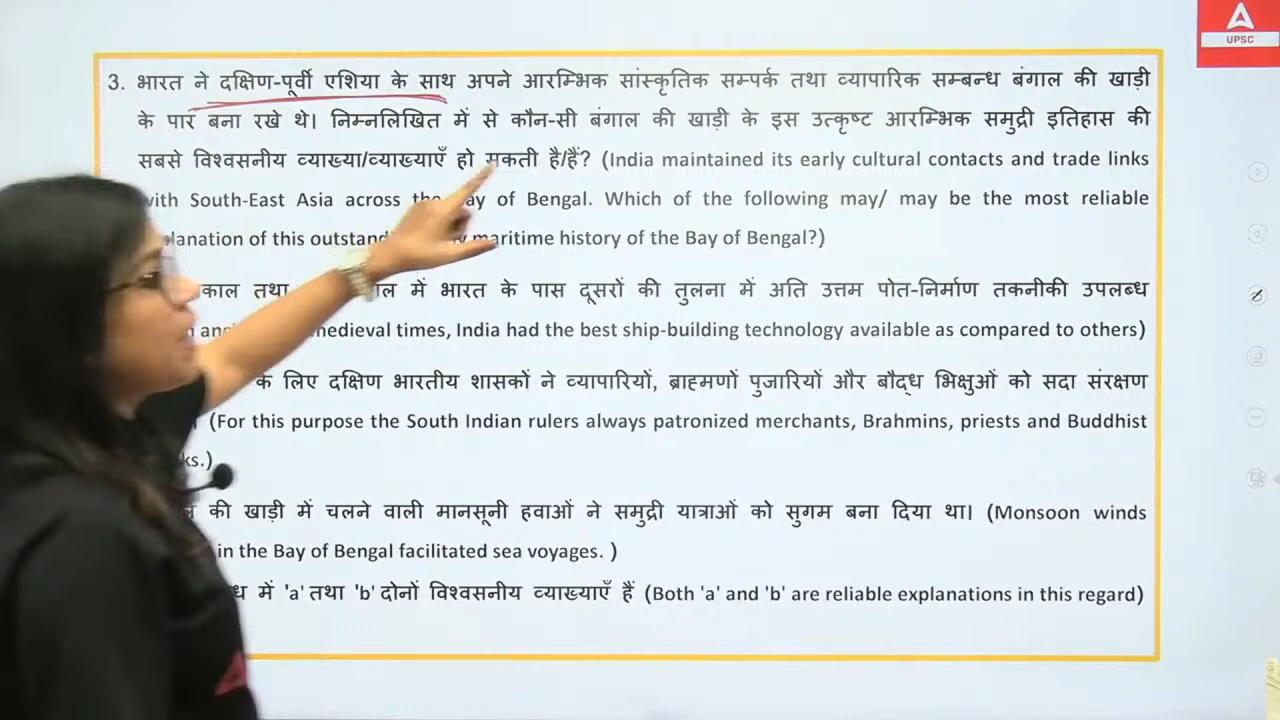 UPSC
3. भारत ने दक्षिण-पूर्वी एशिया के साथ अपने आरम्भिक सांस्कृतिक सम्पर्क तथा व्यापारिक सम्बन्ध बंगाल की खाड़ी
के पार बना रखे थे। निम्नलिखित में से कौन-सी बंगाल की खाड़ी के इस उत्कृष्ट आरम्भिक समुद्री इतिहास की
सबसे विश्वसनीय व्याख्या/व्याख्याएँ हो सकती है/हैं? (India maintained its early cultural contacts and trade links
with South-East Asia across the Bay of Bengal. Which of the following may/ may be the most reliable
of this maritime history of the Bay of Bengal?)
तथा में भारत के पास दूसरों की तुलना में अति उत्तम पोत-निर्माण तकनीकी उपलब्ध
medieval times, India had the best ship-building technology available as compared to others)
के लिए दक्षिण भारतीय शासकों ने व्यापारियों, ब्राह्मणों पुजारियों और बौद्ध भिक्षुओं को सदा संरक्षण
(For this purpose the South Indian rulers always patronized merchants, Brahmins, priests and Buddhist
की खाड़ी में चलने वाली मानसूनी हवाओं ने समुद्री यात्राओं को सुगम बना दिया था। (Monsoon winds
in the Bay of Bengal facilitated sea voyages. )
में 'a' तथा 'b' दोनों विश्वसनीय व्याख्याएँ हैं (Both 'a' and 'b' are reliable explanations in this regard)